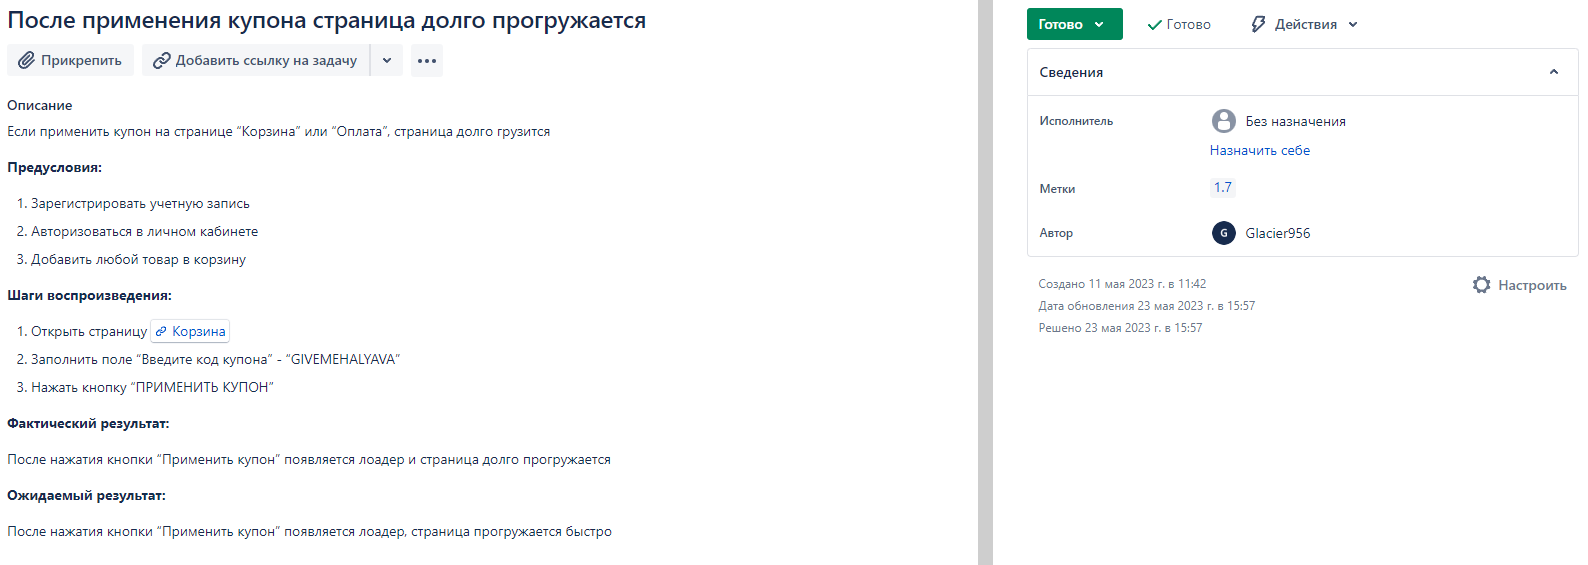 После применения купона страница долго прогружается
Прикрепить
Добавить ссылку на задачу
Описание
Если применить купон на странице “Корзина” или “Оплата”, страница долго грузится
Предусловия:
1. Зарегистрировать учетную запись
2. Авторизоваться в личном кабинете
3. Добавить любой товар в корзину
Шаги воспроизведения:
1. Открыть страницу Корзина
2. Заполнить поле “Введите код купона” - “GIVEMEHALYAVA”
3. Нажать кнопку “ПРИМЕНИТЬ КУПОН”
Фактический результат:
После нажатия кнопки “Применить купон” появляется лоадер и страница долго прогружается
Ожидаемый результат:
После нажатия кнопки “Применить купон” появляется лоадер, страница прогружается быстро
Готово
Готово
Действия
Сведения
Исполнитель
Без назначения
Назначить себе
Метки
1.7
Автор
G
Glacier956
Создано 11 мая 2023 г. в 11:42
Настроить
Дата обновления 23 мая 2023 г. в 15:57
Решено 23 мая 2023 г. в 15:57